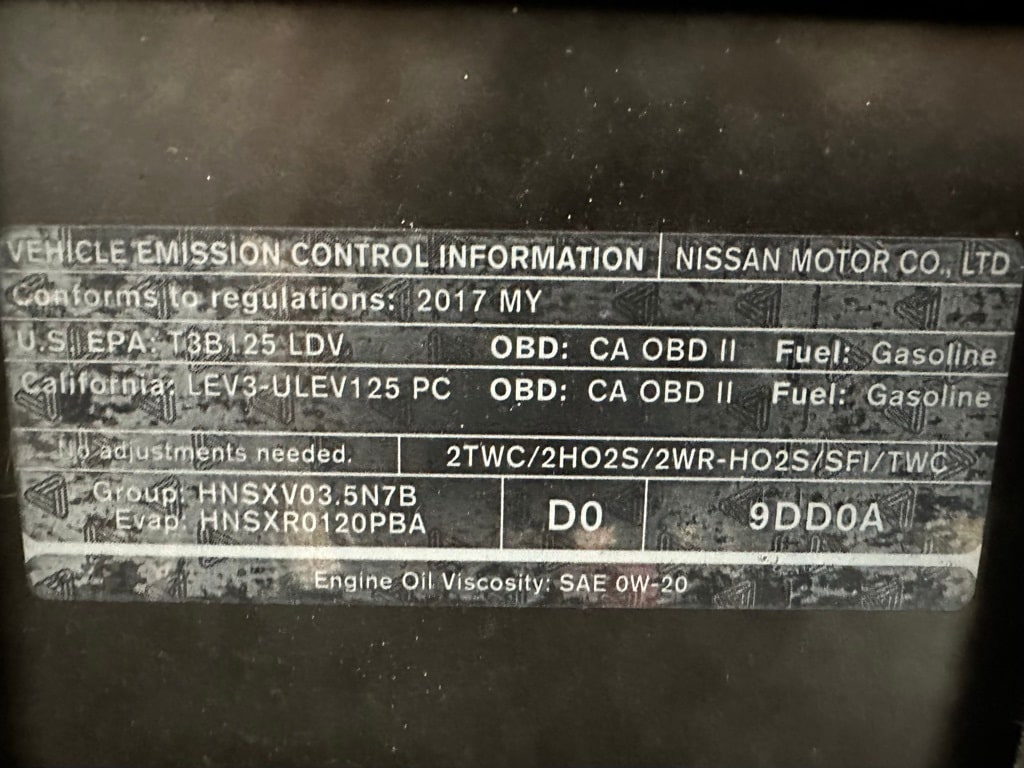 VEHICLE EMISSION CONTROL INFORMATION NISSAN MOTOR CO., LTD
Conforms to regulations: 2017 MY
U.S. EPA: T3B125 LDV OBD: CA OBD II Fuel: Gasoline
California: LEV3-ULEV125 PC OBD: CA OBD II Fuel: Gasoline
No adjustments needed. 2TWC/2HO2S/2WR-HO2S/SFI/TWC
Group: HNSXV03.5N7B
Evap: HNSXR0120PBA
D0
9DD0A
Engine Oil Viscosity: SAE 0W-20